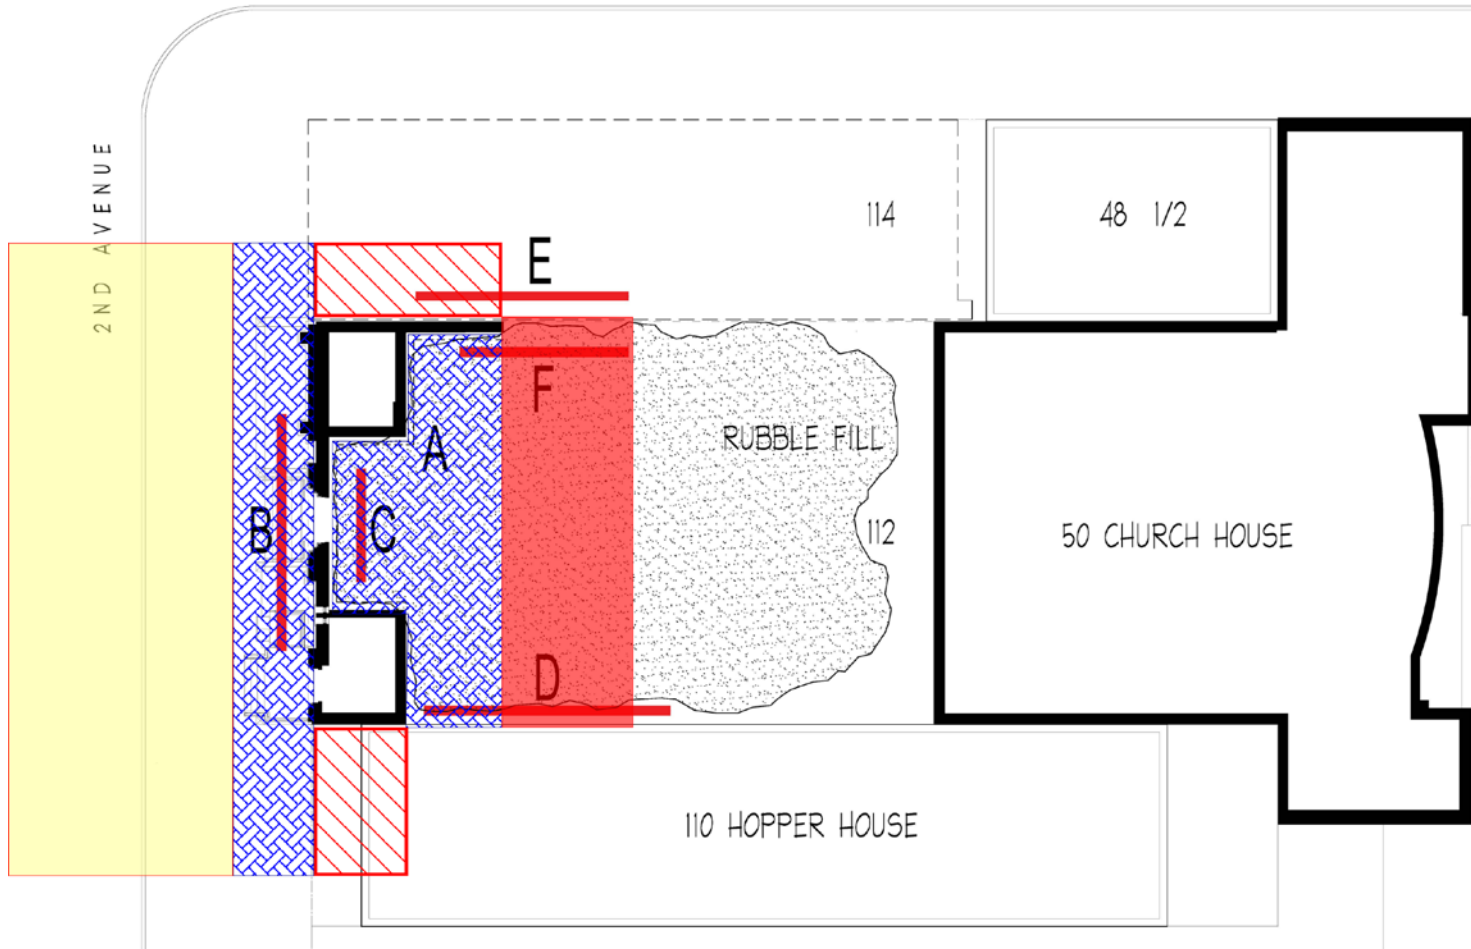 2ND AVENUE
114
48 1/2
E
F
A
RUBBLE FILL
B
C
112
50 CHURCH HOUSE
D
110 HOPPER HOUSE